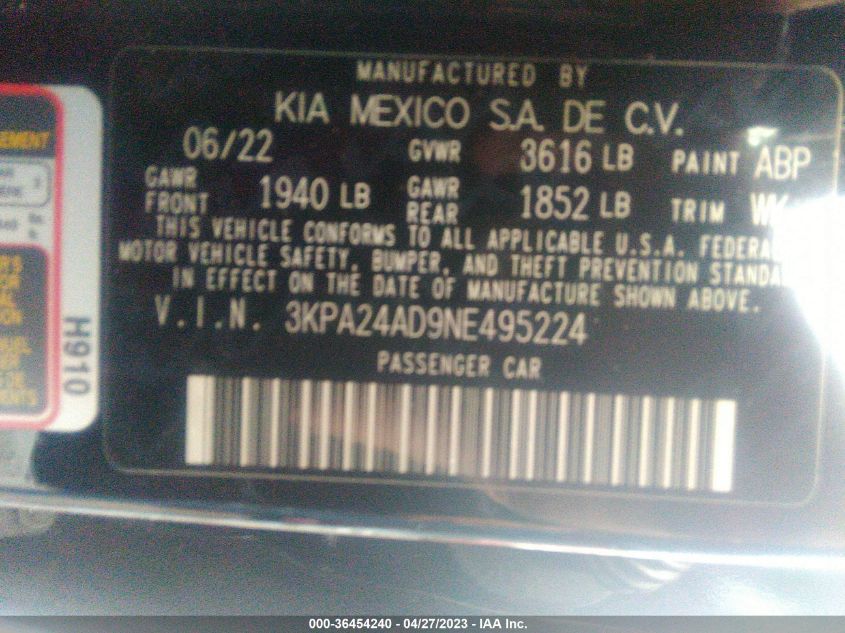 MANUFACTURED BY
KIA MEXICO S.A. DE C.V.
06/22 GVWR 3616 LB PAINT ABP
GAWR FRONT 1940 LB GAWR REAR 1852 LB TRIM
THIS VEHICLE CONFORMS TO ALL APPLICABLE U.S.A.
MOTOR VEHICLE SAFETY, BUMPER, AND THEFT PREVENTION
IN EFFECT ON THE DATE OF MANUFACTURE SHOWN ABOVE.
V.I.N. 3KPA24AD9NE495224
PASSENGER CAR
H910
000-36454240 - 04/27/2023 - IAA Inc.